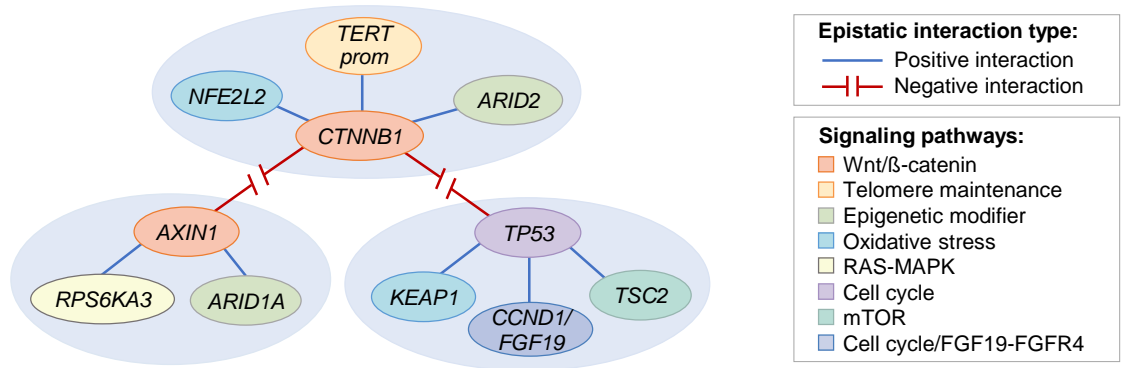 TERT
prom
NFE2L2
ARID2
CTNNB1
AXIN1
RPS6KA3
ARID1A
TP53
KEAP1
CCND1/
FGF19
TSC2
Epistatic interaction type:
Positive interaction
Negative interaction
Signaling pathways:
Wnt/ß-catenin
Telomere maintenance
Epigenetic modifier
Oxidative stress
RAS-MAPK
Cell cycle
mTOR
Cell cycle/FGF19-FGFR4